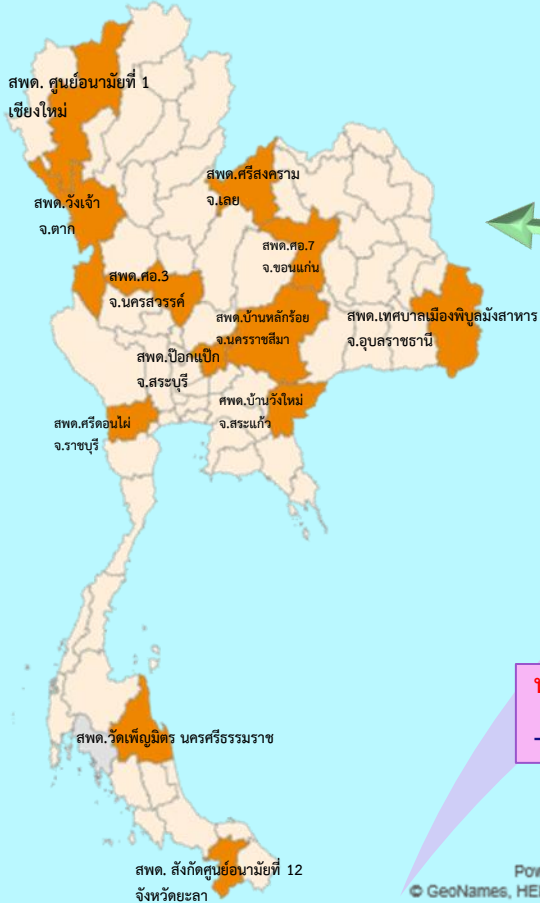 สพด. ศูนย์อนามัยที่ 1
เชียงใหม่
สพด.ศรีสงคราม
จ.เลย
สพด.วังเจ้า
จ.ตาก
สพด.ศอ.7
จ.ขอนแก่น
สพด.ศอ.3
จ.นครสวรรค์
สพด.บ้านหลักร้อย
จ.นครราชสีมา
สพด.เทศบาลเมืองพิบูลมังสาหาร
จ.อุบลราชธานี
สพด.ป๊อกแป๊ก
จ.สระบุรี
ศพด.บ้านวังใหม่
จ.สระแก้ว
สพด.ศรีดอนไผ่
จ.ราชบุรี
สพด.วัดเพ็ญมิตร นครศรีธรรมราช
สพด. สังกัดศูนย์อนามัยที่ 12
จังหวัดยะลา
© GeoNames,